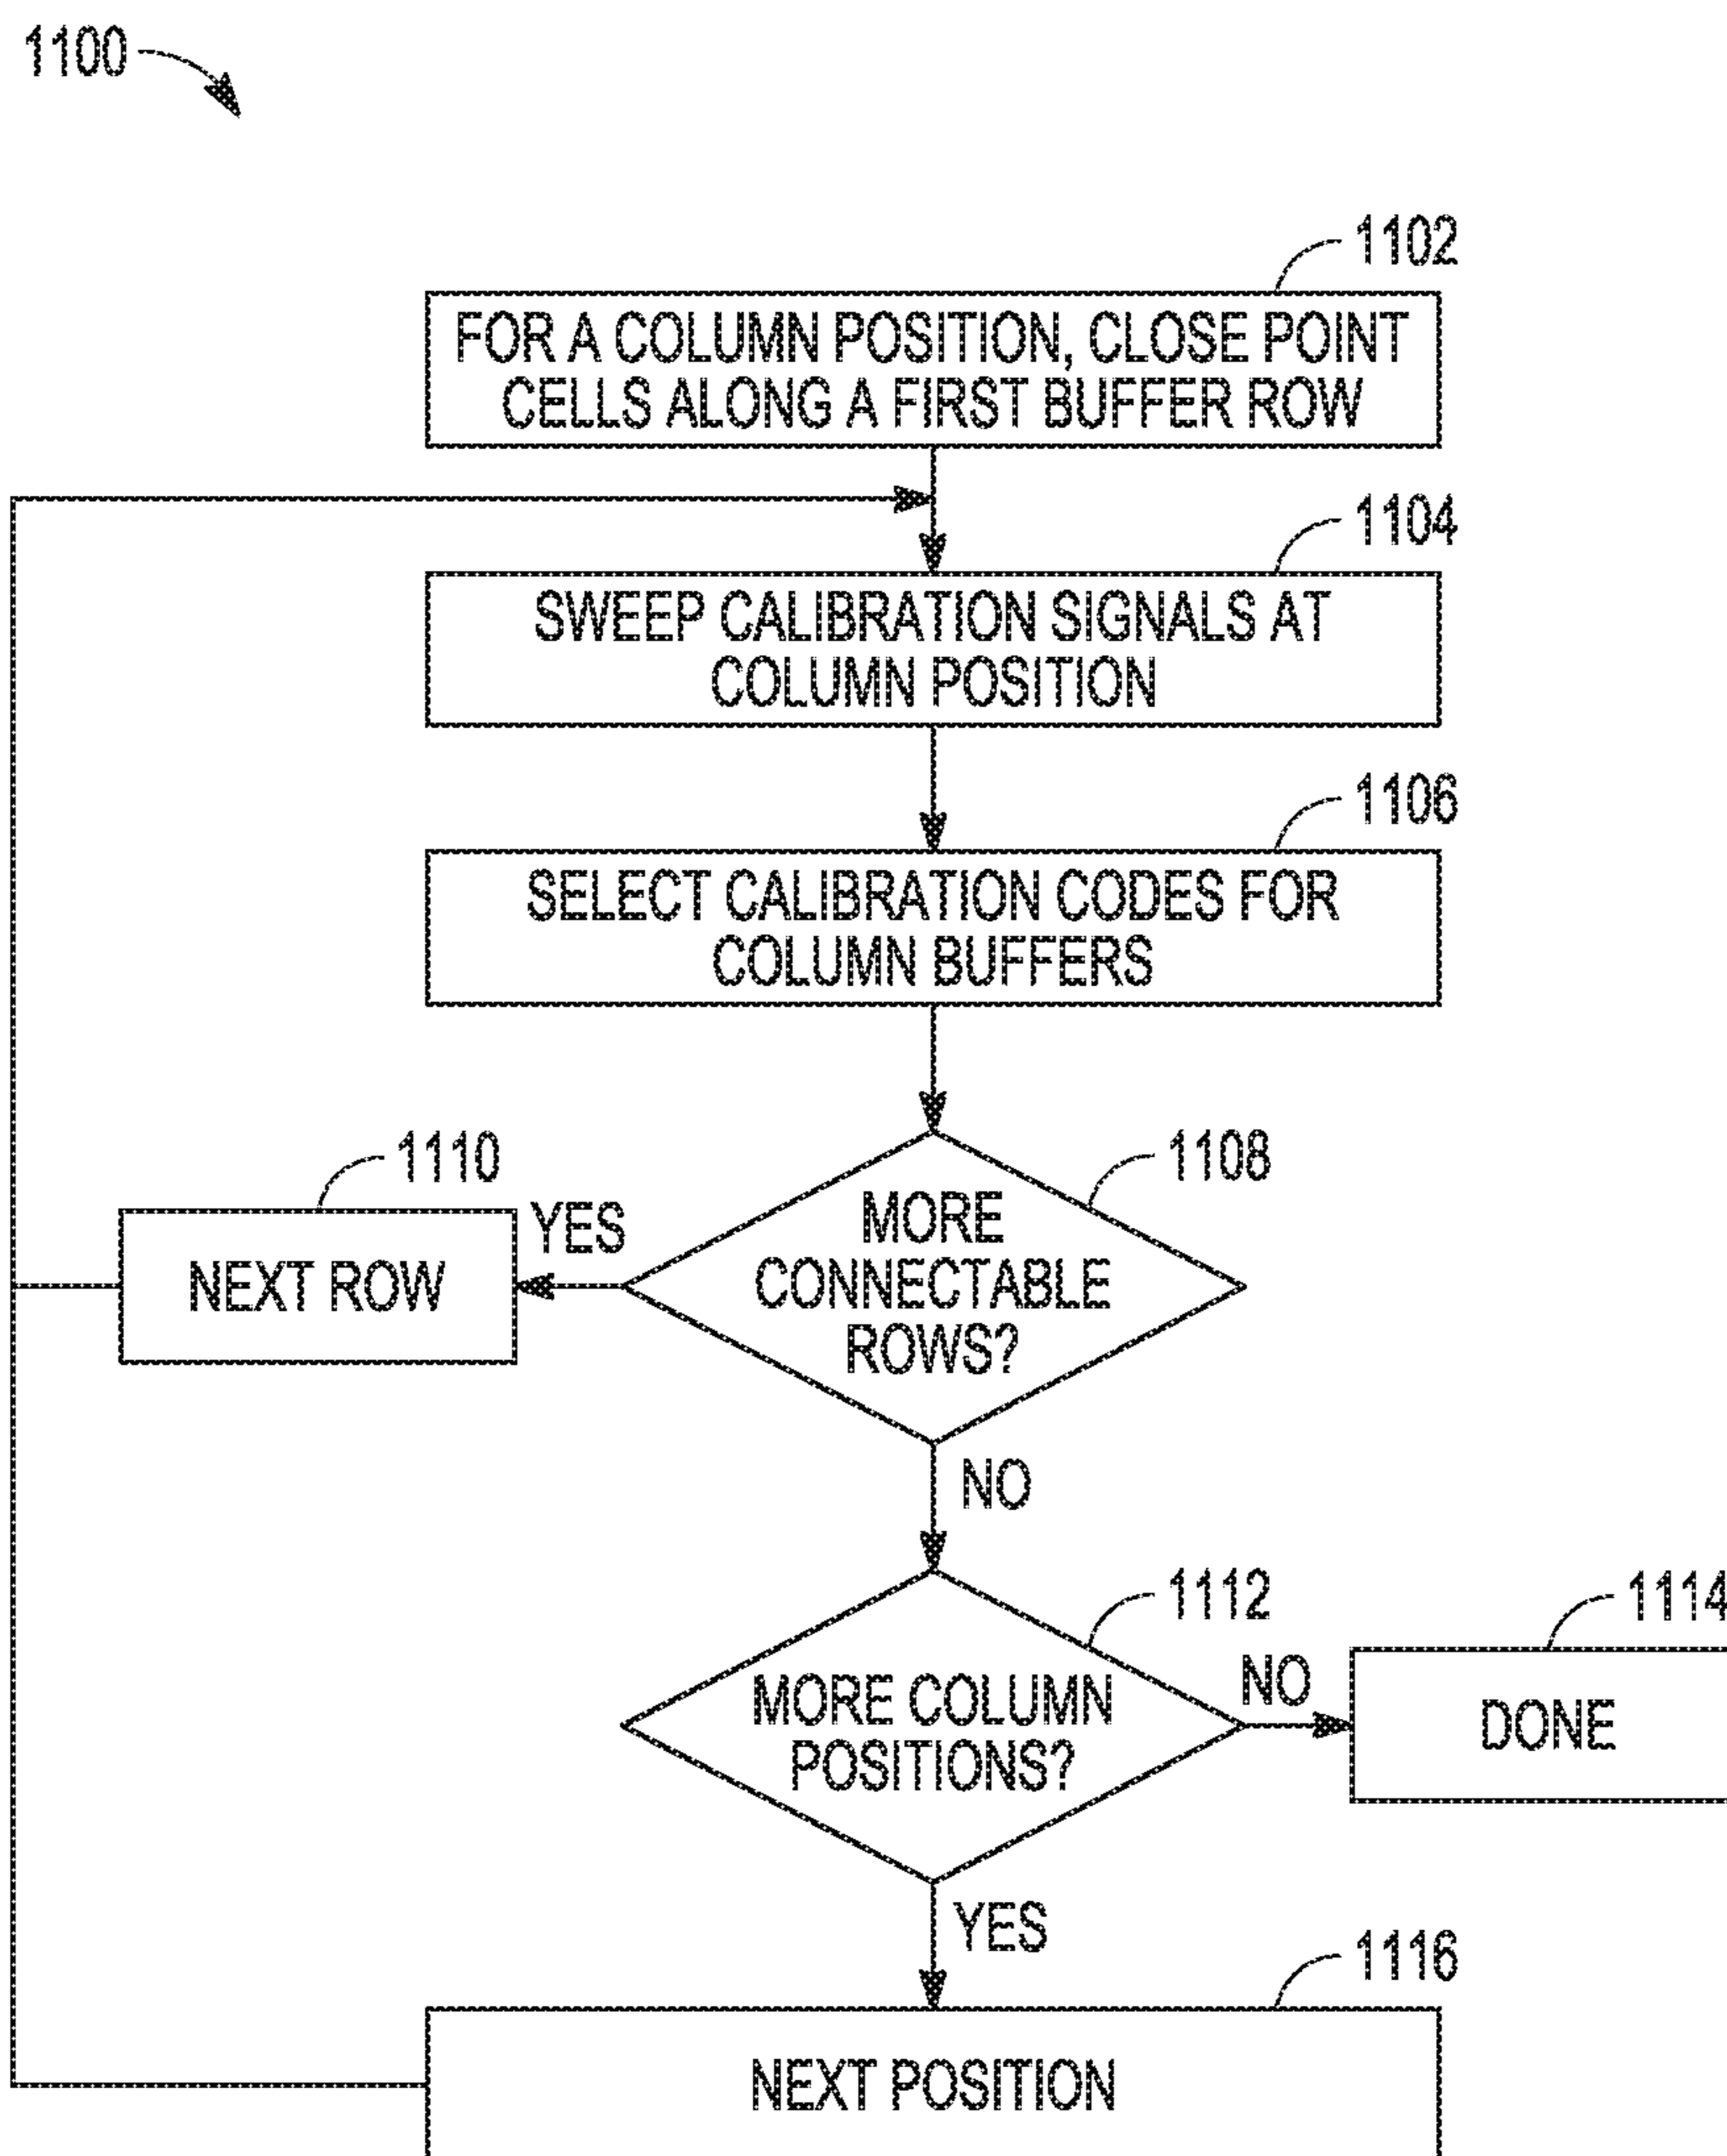 1100
1102
FOR A COLUMN POSITION, CLOSE POINT
CELLS ALONG A FIRST BUFFER ROW
1104
SWEEP CALIBRATION SIGNALS AT
COLUMN POSITION
1106
SELECT CALIBRATION CODES FOR
COLUMN BUFFERS
1108
MORE
CONNECTABLE
ROWS?
1110
YES
NEXT ROW
NO
1112
MORE COLUMN
POSITIONS?
NO
1114
DONE
YES
1116
NEXT POSITION